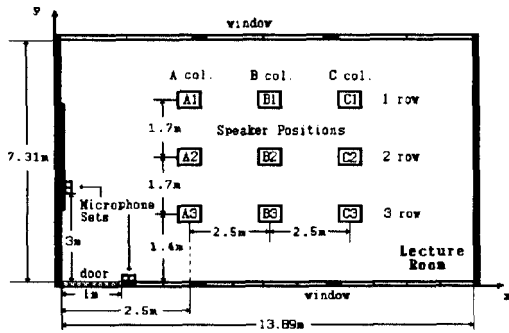 y
window
A col. B col. C col.
A1 B1 C1 1 row
1.7m
Speaker Positions
7.31m
A2 B2 C2 2 row
1.7m
Microphone
Sets
A3 B3 C3 3 row
2.5m 2.5m
3m
1.4m
Lecture
Room
door
1m
window
x
2.5m
13.89m